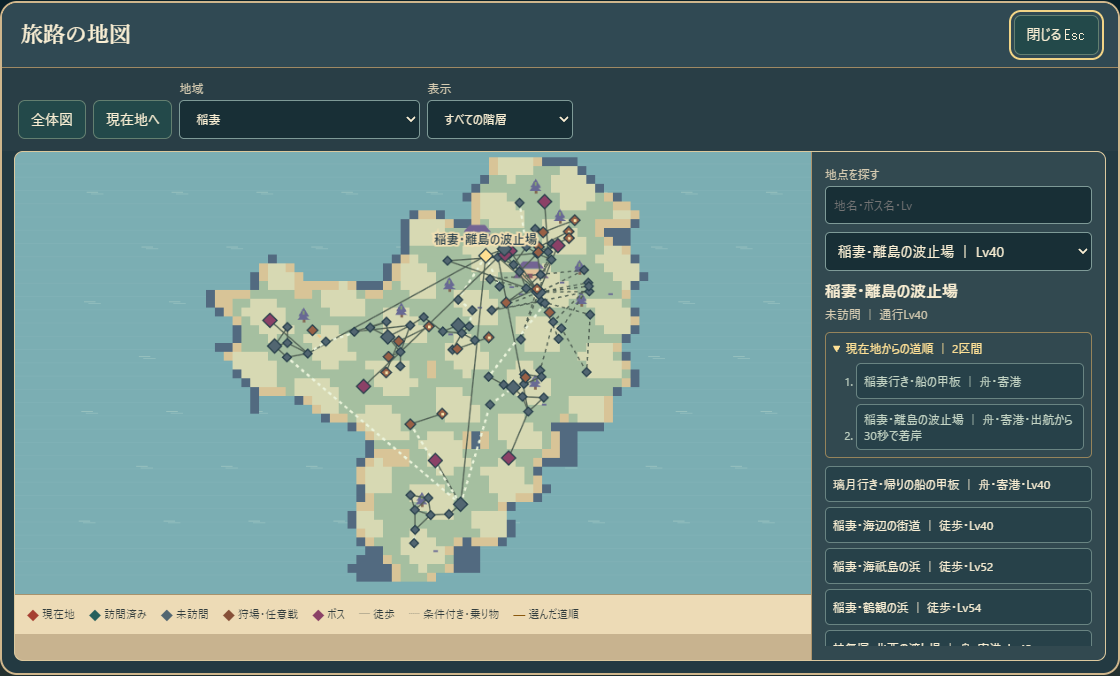 旅路の地図
閉じる Esc
全体図
現在地へ
地域
稲妻
表示
すべての階層
稲妻・離島の波止場
地点を探す
地名・ボス名・Lv
稲妻・離島の波止場 ｜ Lv40
稲妻・離島の波止場
未訪問 ｜ 通行Lv40
▼ 現在地からの道順 ｜ 2区間
1. 稲妻行き・船の甲板 ｜ 舟・寄港
2. 稲妻・離島の波止場 ｜ 舟・寄港・出航から
30秒で着岸
璃月行き・帰りの船の甲板 ｜ 舟・寄港・Lv40
稲妻・海辺の街道 ｜ 徒歩・Lv40
稲妻・海祇島の浜 ｜ 徒歩・Lv52
稲妻・鶴観の浜 ｜ 徒歩・Lv54
現在地
訪問済み
未訪問
狩場・任意戦
ボス
徒歩
条件付き・乗り物
選んだ道順